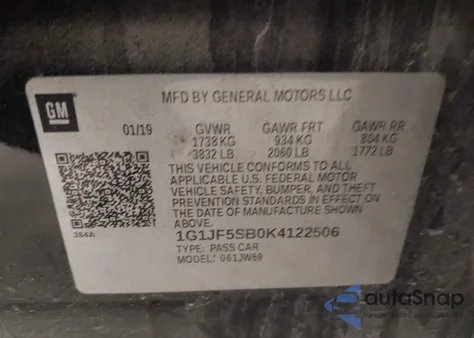 GM
MFD BY GENERAL MOTORS LLC
01/19 GVWR GAWR FRT GAWR RR
1738 KG 934 KG 804 KG
3832 LB 2060 LB 1772 LB
THIS VEHICLE CONFORMS TO ALL
APPLICABLE U.S. FEDERAL MOTOR
VEHICLE SAFETY, BUMPER, AND THEFT
PREVENTION STANDARDS IN EFFECT ON
THE DATE OF MANUFACTURE SHOWN
ABOVE.
384A
1G1JF5SB0K4122506
TYPE: PASS CAR
MODEL: 061JW69
autoSnap